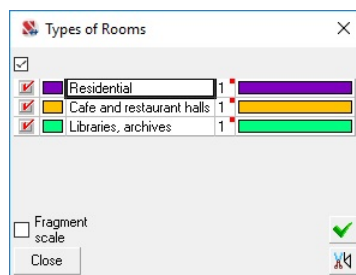 Types of Rooms
Residential 1
Cafe and restaurant halls 1
Libraries, archives 1
Fragment
scale
Close